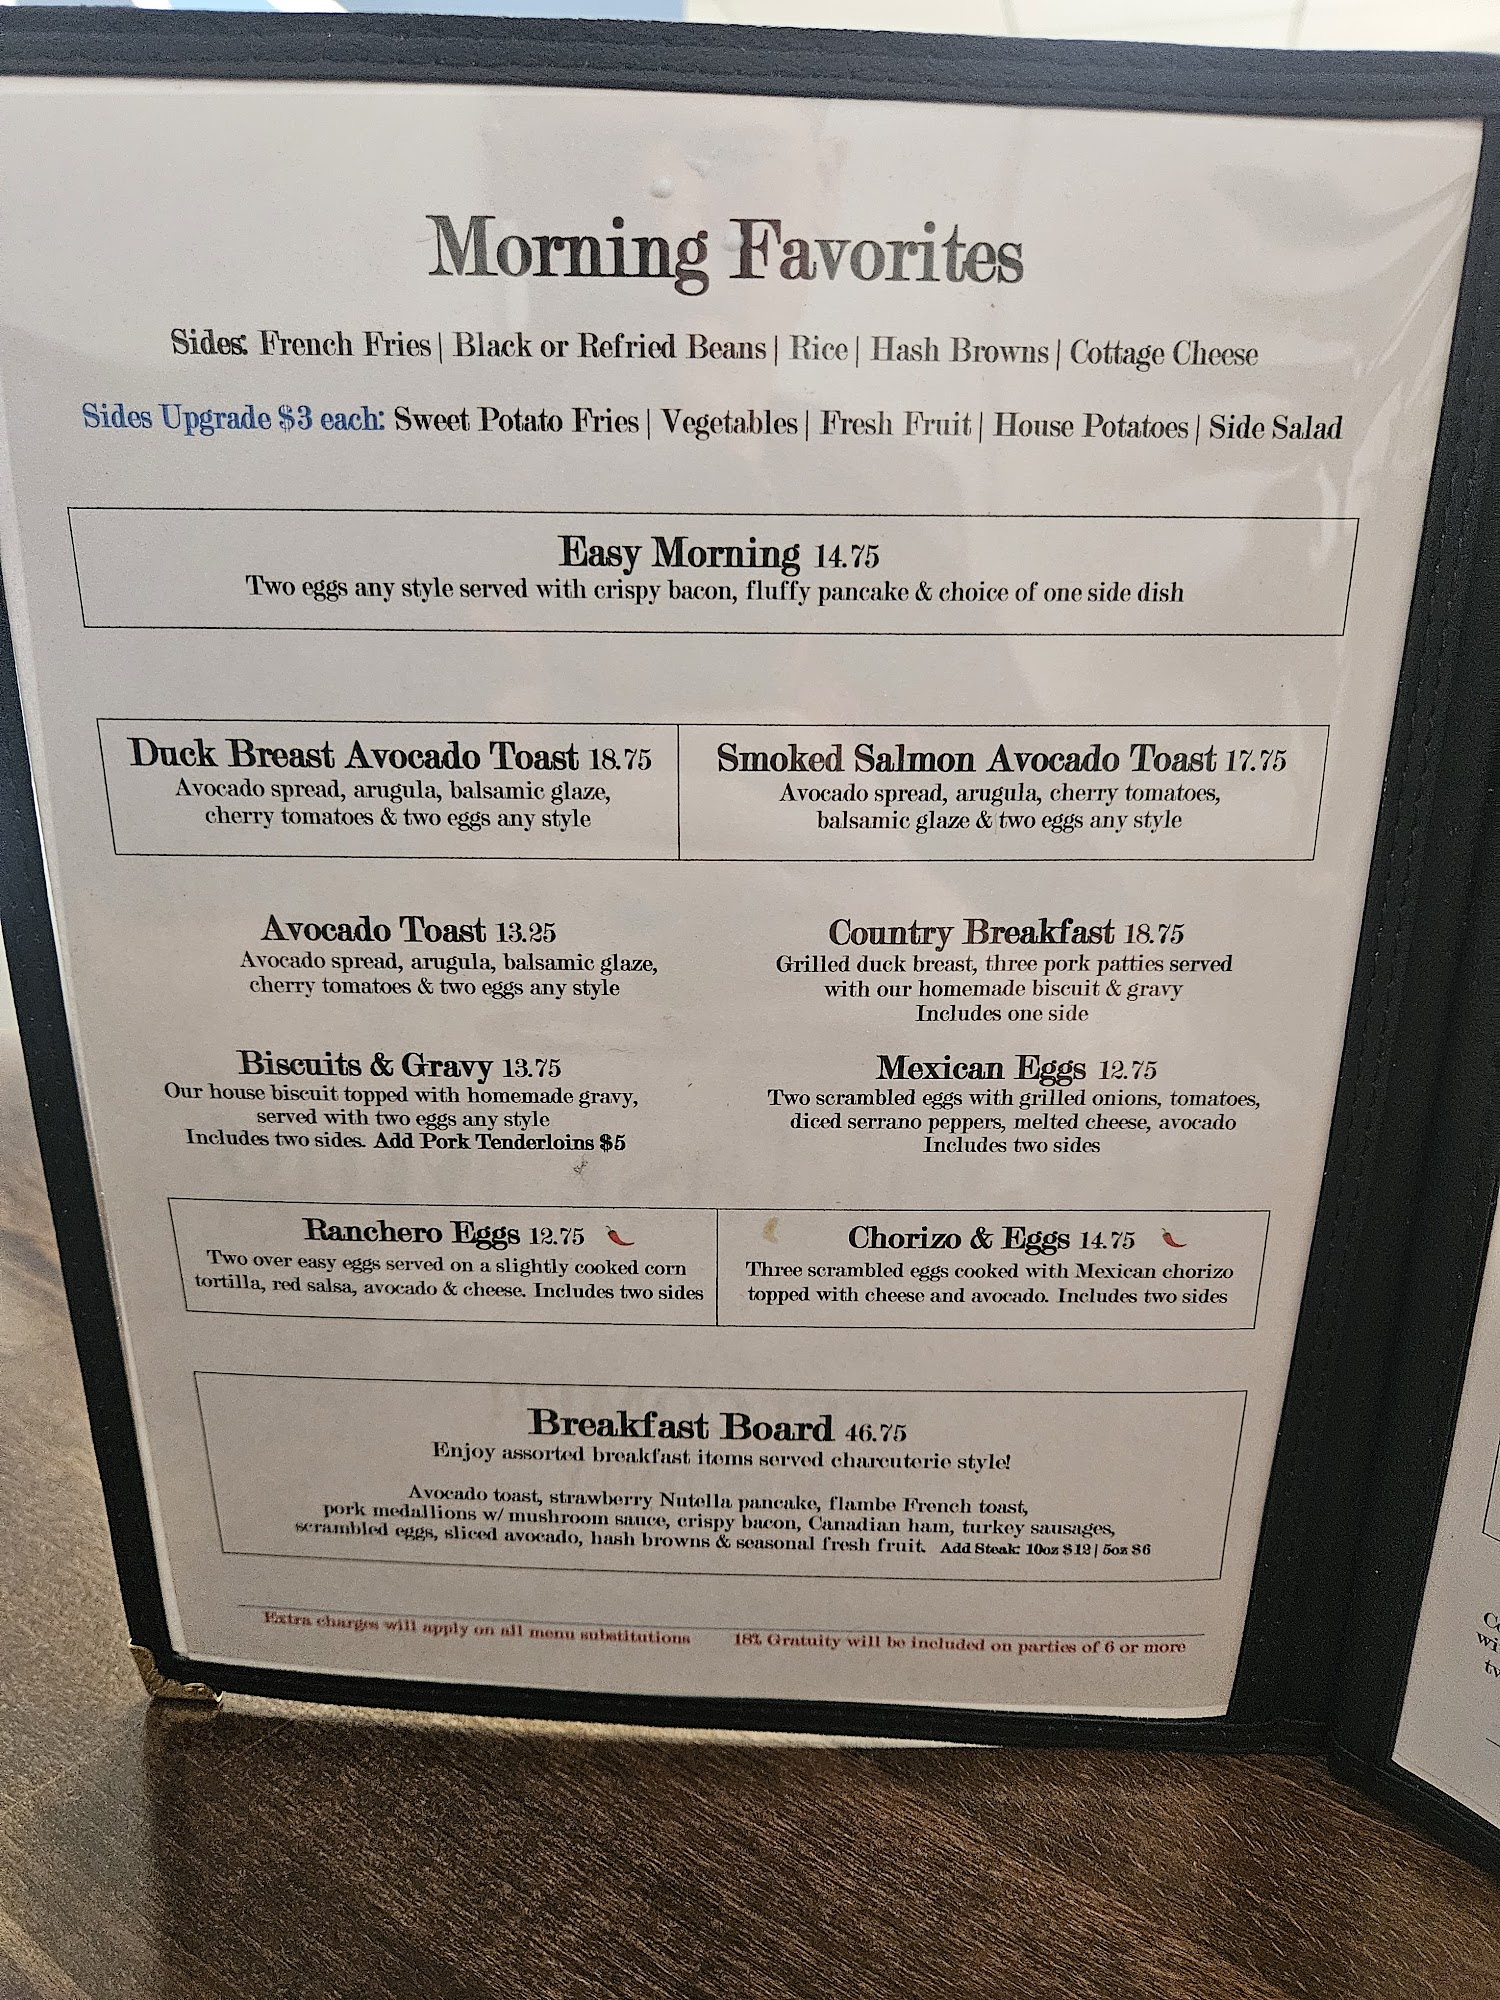 Morning Favorites
Sides: French Fries | Black or Refried Beans | Rice | Hash Browns | Cottage Cheese
Sides Upgrade $3 each: Sweet Potato Fries | Vegetables | Fresh Fruit | House Potatoes | Side Salad
Easy Morning 14.75
Two eggs any style served with crispy bacon, fluffy pancake & choice of one side dish
Duck Breast Avocado Toast 18.75
Avocado spread, arugula, balsamic glaze,
cherry tomatoes & two eggs any style
Smoked Salmon Avocado Toast 17.75
Avocado spread, arugula, cherry tomatoes,
balsamic glaze & two eggs any style
Avocado Toast 13.25
Avocado spread, arugula, balsamic glaze,
cherry tomatoes & two eggs any style
Country Breakfast 18.75
Grilled duck breast, three pork patties served
with our homemade biscuit & gravy
Includes one side
Biscuits & Gravy 13.75
Our house biscuit topped with homemade gravy,
served with two eggs any style
Includes two sides. Add Pork Tenderloins $5
Mexican Eggs 12.75
Two scrambled eggs with grilled onions, tomatoes,
diced serrano peppers, melted cheese, avocado
Includes two sides
Ranchero Eggs 12.75
Two over easy eggs served on a slightly cooked corn
tortilla, red salsa, avocado & cheese. Includes two sides
Chorizo & Eggs 14.75
Three scrambled eggs cooked with Mexican chorizo
topped with cheese and avocado. Includes two sides
Breakfast Board 46.75
Enjoy assorted breakfast items served charcuterie style!
Avocado toast, strawberry Nutella pancake, flambe French toast,
pork medallions w/ mushroom sauce, crispy bacon, Canadian ham, turkey sausages,
scrambled eggs, sliced avocado, hash browns & seasonal fresh fruit. Add Steak: 10oz $12 | 5oz $6
Extra charges will apply on all menu substitutions 18% Gratuity will be included on parties of 6 or more